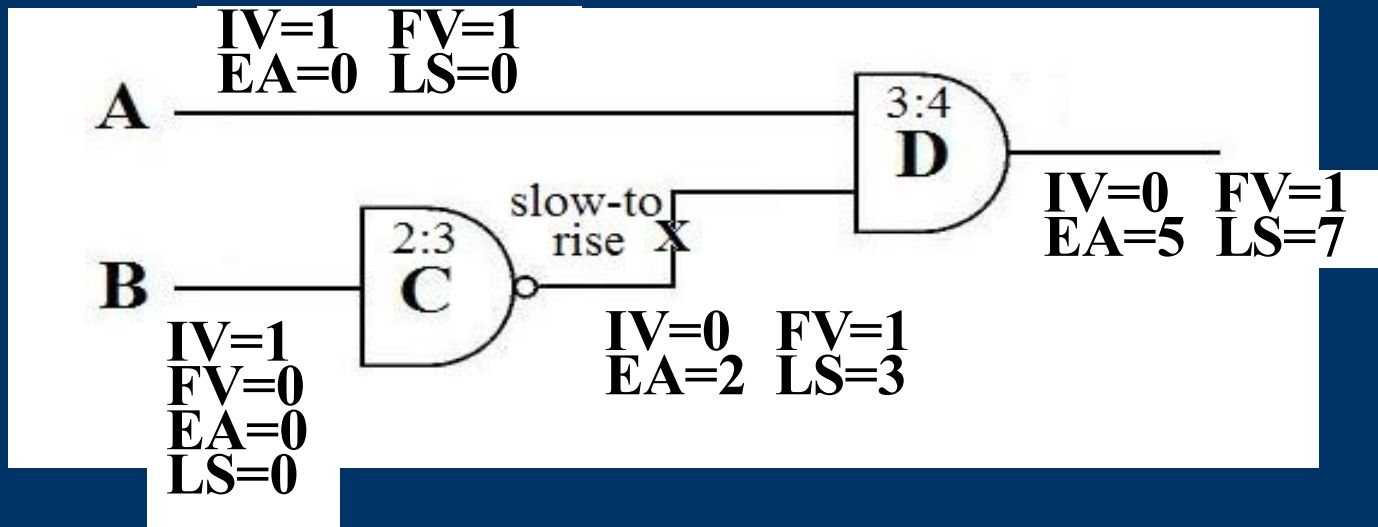 IV=1 FV=1
EA=0 LS=0
A
3:4
D
IV=0 FV=1
EA=5 LS=7
slow-to
rise X
2:3
B
C
IV=1
FV=0
EA=0
LS=0
IV=0 FV=1
EA=2 LS=3